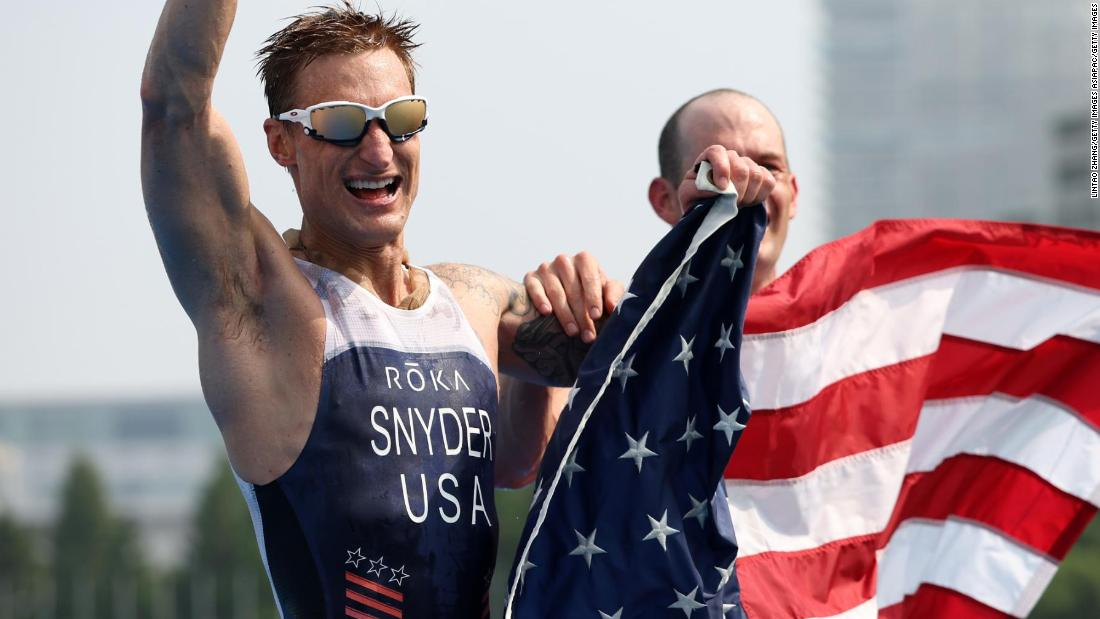 RŌKA
SNYDER
USA
LINTAO ZHANG/GETTY IMAGES ASIAPAC/GETTY IMAGES